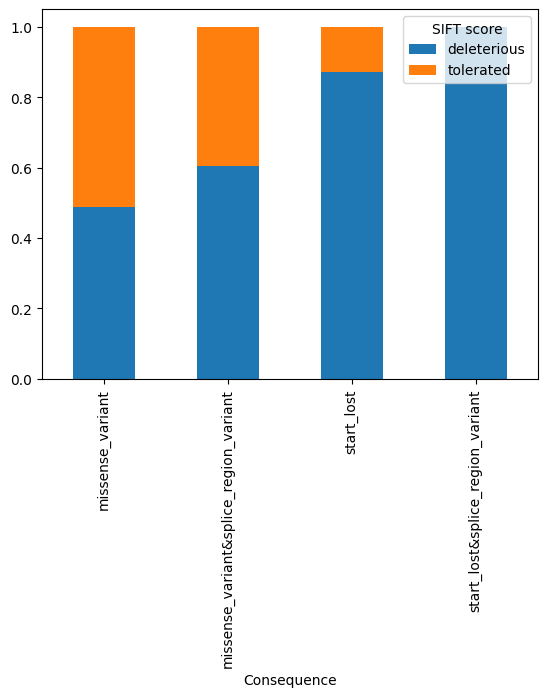 1.0
0.8
0.6
0.4
0.2
0.0
SIFT score
deleterious
tolerated
missense_variant
missense_variant&splice_region_variant
start_lost
start_lost&splice_region_variant
Consequence